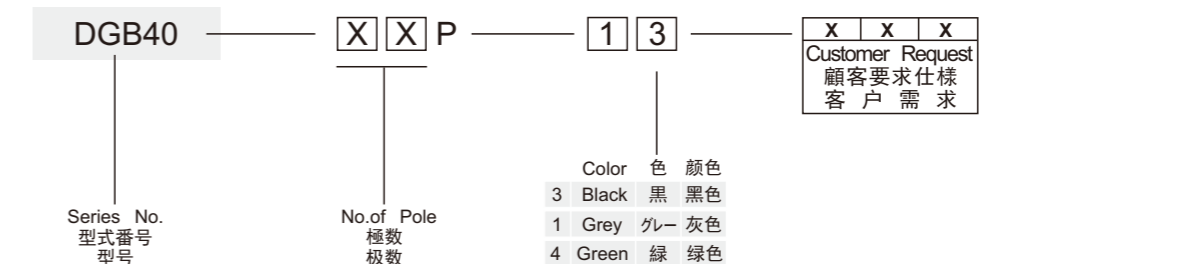 DGB40 X X P 1 3 X X X
Customer Request
顧客要求仕様
客户需求
Color 色 颜色
3 Black 黒 黑色
1 Grey グレー 灰色
4 Green 緑 绿色
Series No.
型式番号
型号
No.of Pole
極数
极数